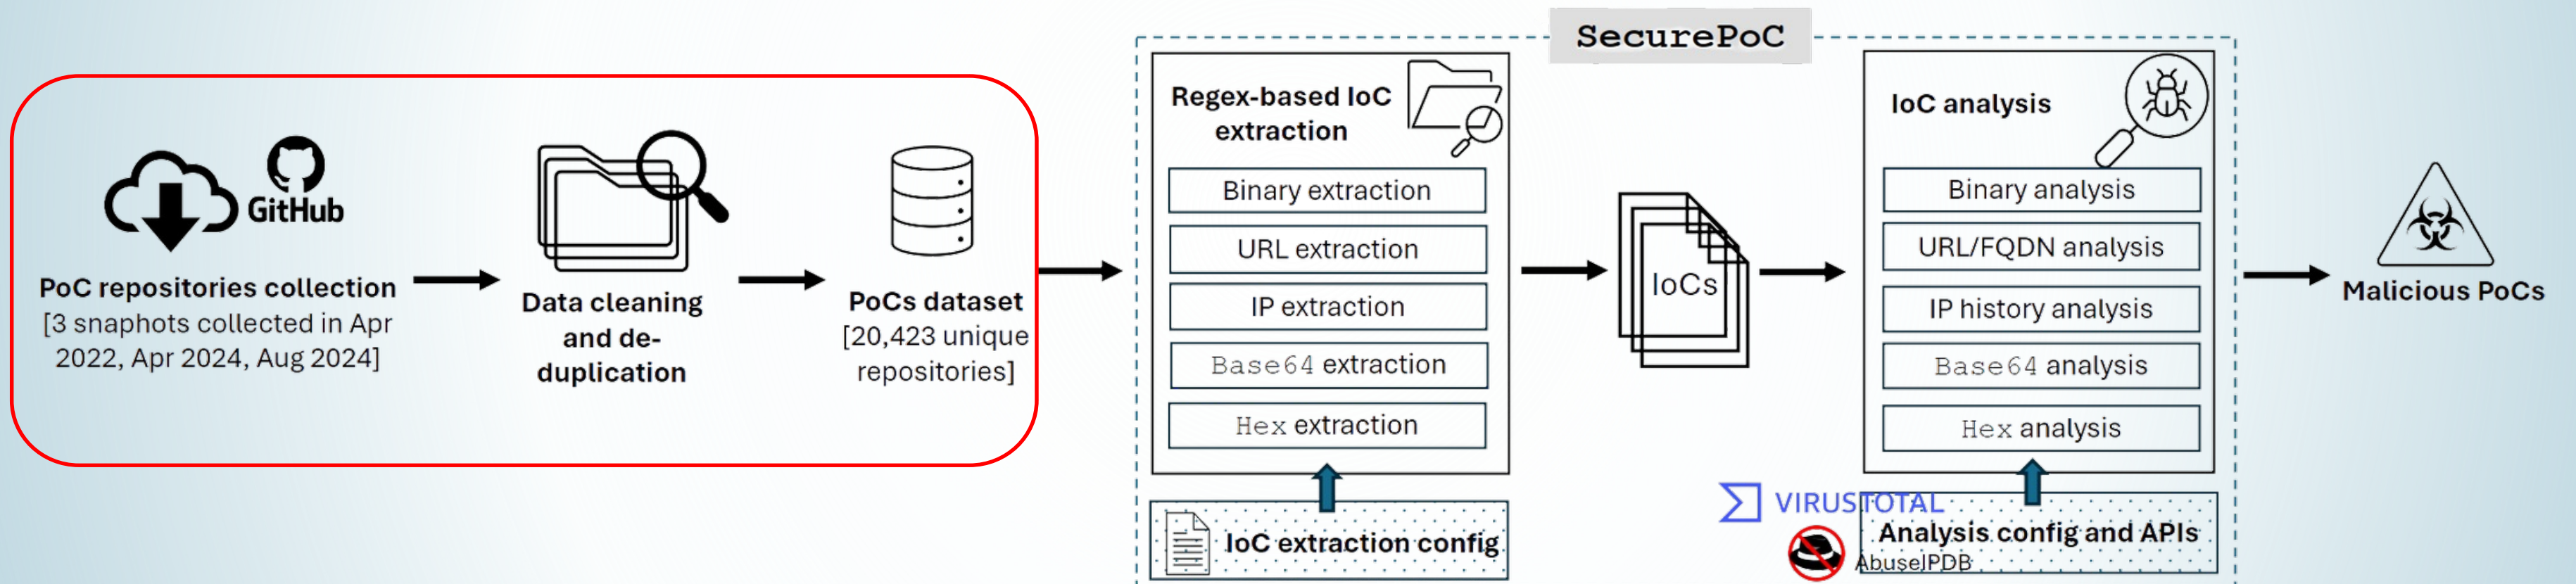 SecurePoC
GitHub
PoC repositories collection
[3 snaphots collected in Apr
2022, Apr 2024, Aug 2024]
Data cleaning
and de-
duplication
PoCs dataset
[20,423 unique
repositories]
Regex-based IoC
extraction
Binary extraction
URL extraction
IP extraction
Base64 extraction
Hex extraction
IoC extraction config
IoCs
IoC analysis
Binary analysis
URL/FQDN analysis
IP history analysis
Base64 analysis
Hex analysis
VIRUSTOTAL
Analysis config and APIs
AbuseIPDB
Malicious PoCs